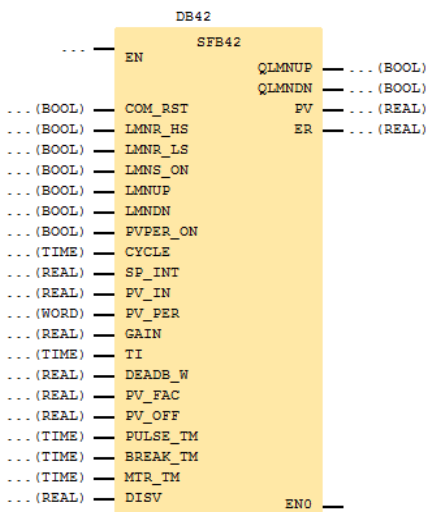 DB42
SFB42
... EN
QLMNUP ...(BOOL)
QLMNDN ...(BOOL)
...(BOOL) COM_RST PV ...(REAL)
...(BOOL) LMNR_HS ER ...(REAL)
...(BOOL) LMNR_LS
...(BOOL) LMNS_ON
...(BOOL) LMNUP
...(BOOL) LMNDN
...(BOOL) PVPER_ON
...(TIME) CYCLE
...(REAL) SP_INT
...(REAL) PV_IN
...(WORD) PV_PER
...(REAL) GAIN
...(TIME) TI
...(REAL) DEADB_W
...(REAL) PV_FAC
...(REAL) PV_OFF
...(TIME) PULSE_TM
...(TIME) BREAK_TM
...(TIME) MTR_TM
...(REAL) DISV
ENO